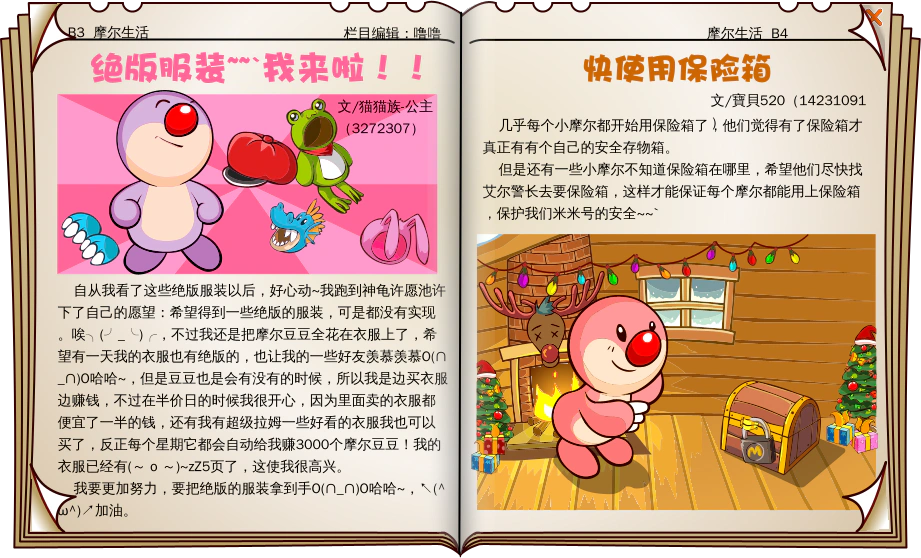 B3 摩尔生活
栏目编辑：噜噜
绝版服装~~`我来啦！！
文/猫猫族-公主
（3272307）
自从我看了这些绝版服装以后，好心动~我跑到神龟许愿池许
下了自己的愿望：希望得到一些绝版的服装，可是都没有实现
。唉╮(╯_╰)╭，不过我还是把摩尔豆豆全花在衣服上了，希
望有一天我的衣服也有绝版的，也让我的一些好友羡慕羡慕O(∩
_∩)O哈哈~，但是豆豆也是会有没有的时候，所以我是边买衣服
边赚钱，不过在半价日的时候我很开心，因为里面卖的衣服都
便宜了一半的钱，还有我有超级拉姆一些好看的衣服我也可以
买了，反正每个星期它都会自动给我赚3000个摩尔豆豆！我的
衣服已经有(～ o ～)~zZ5页了，这使我很高兴。
我要更加努力，要把绝版的服装拿到手O(∩_∩)O哈哈~，↖(^
ω^)↗加油。
摩尔生活 B4
快使用保险箱
文/寶貝520（14231091
几乎每个小摩尔都开始用保险箱了⌇他们觉得有了保险箱才
真正有有个自己的安全存物箱。
但是还有一些小摩尔不知道保险箱在哪里，希望他们尽快找
艾尔警长去要保险箱，这样才能保证每个摩尔都能用上保险箱
，保护我们米米号的安全~~`
M